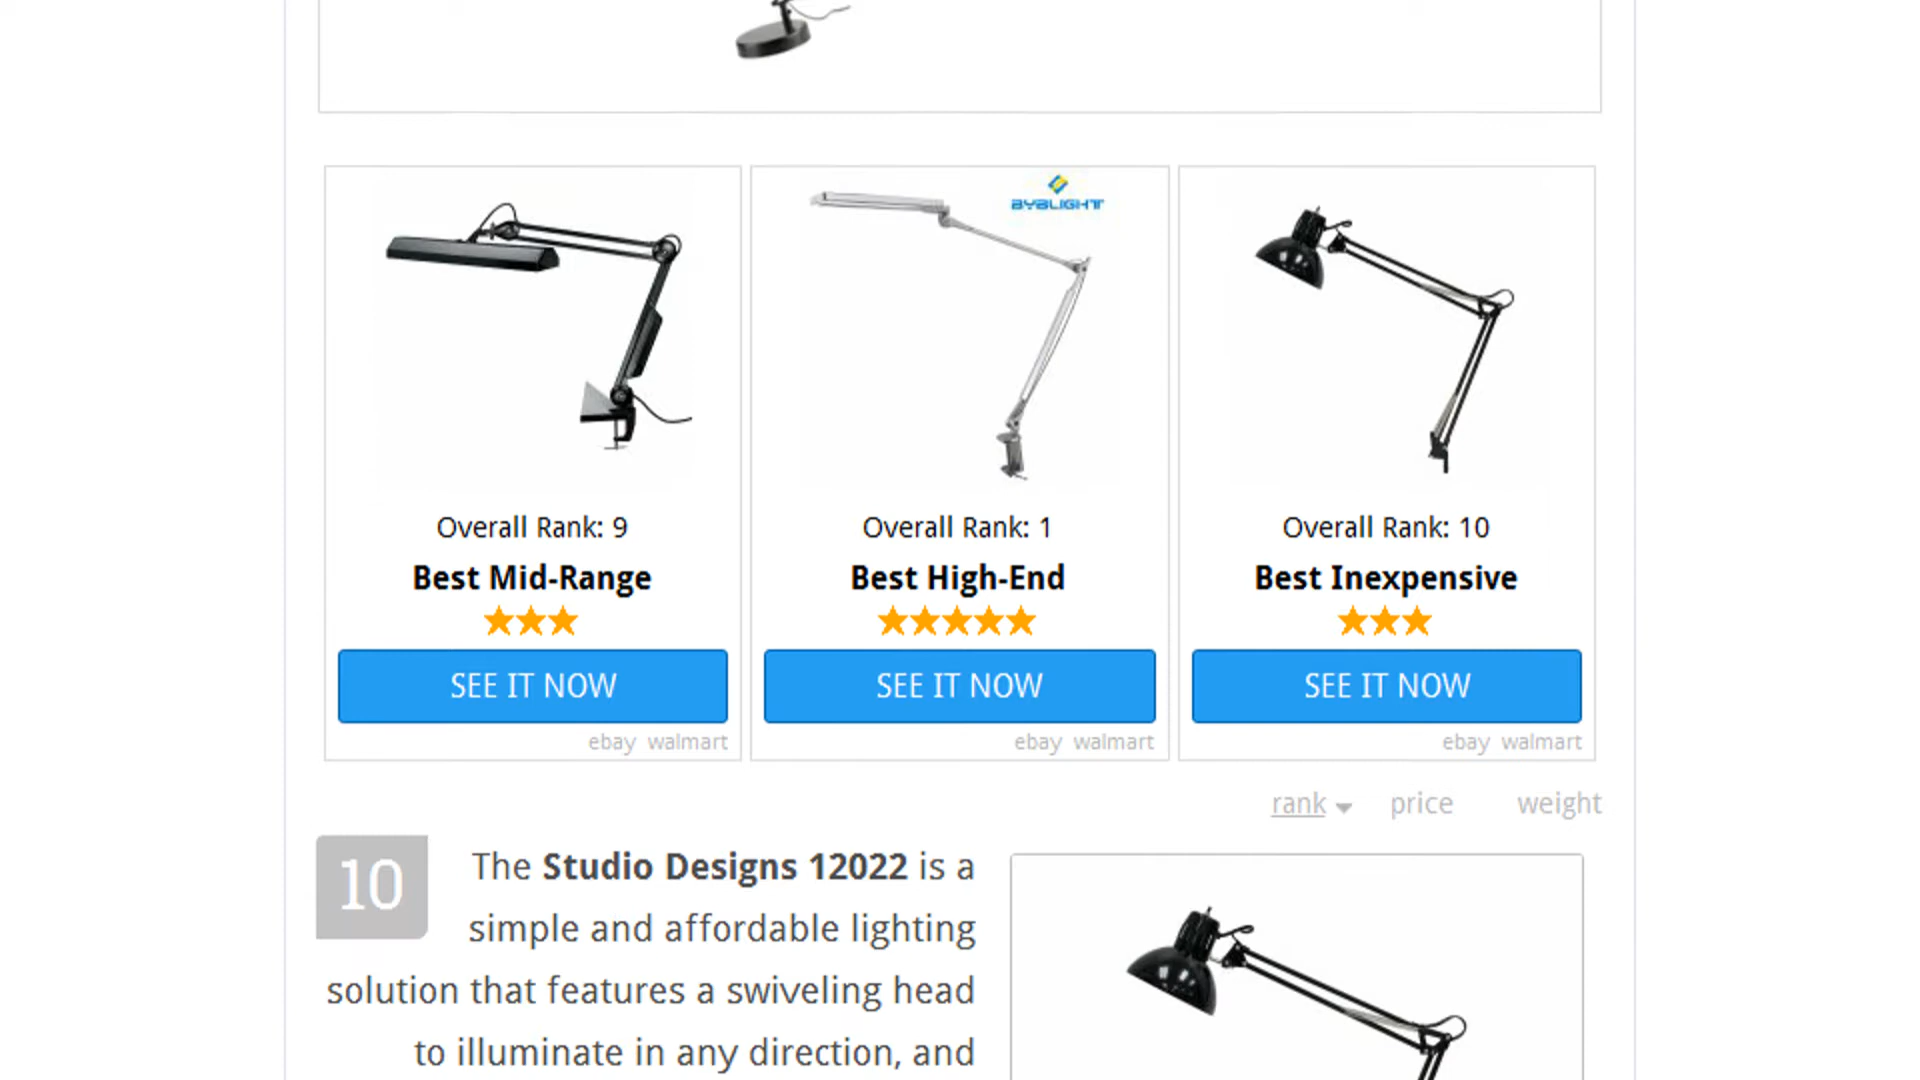 BYBLIGHT
Overall Rank: 9
Best Mid-Range
SEE IT NOW
ebay walmart
Overall Rank: 1
Best High-End
SEE IT NOW
ebay walmart
Overall Rank: 10
Best Inexpensive
SEE IT NOW
ebay walmart
rank price weight
10
The Studio Designs 12022 is a
simple and affordable lighting
solution that features a swiveling head
to illuminate in any direction, and